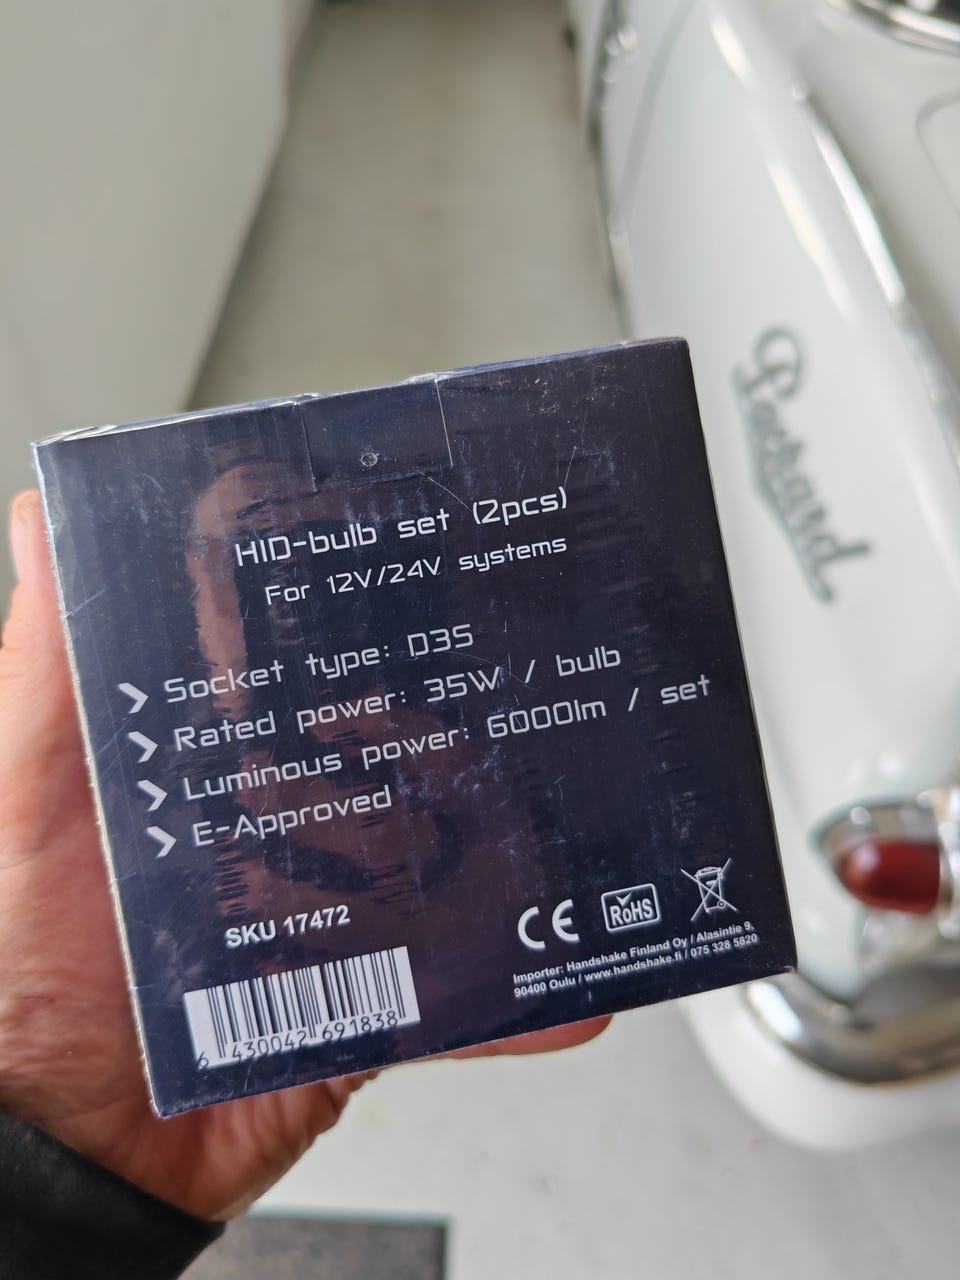 HID-bulb set (2pcs)
For 12V/24V systems
Socket type: D3S
Rated power: 35W / bulb
Luminous power: 6000lm / set
E-Approved
SKU 17472
6 430042 691838
CE
RoHS
Importer: Handshake Finland Oy / Alasintie 9,
90400 Oulu / www.handshake.fi / 075 328 5820